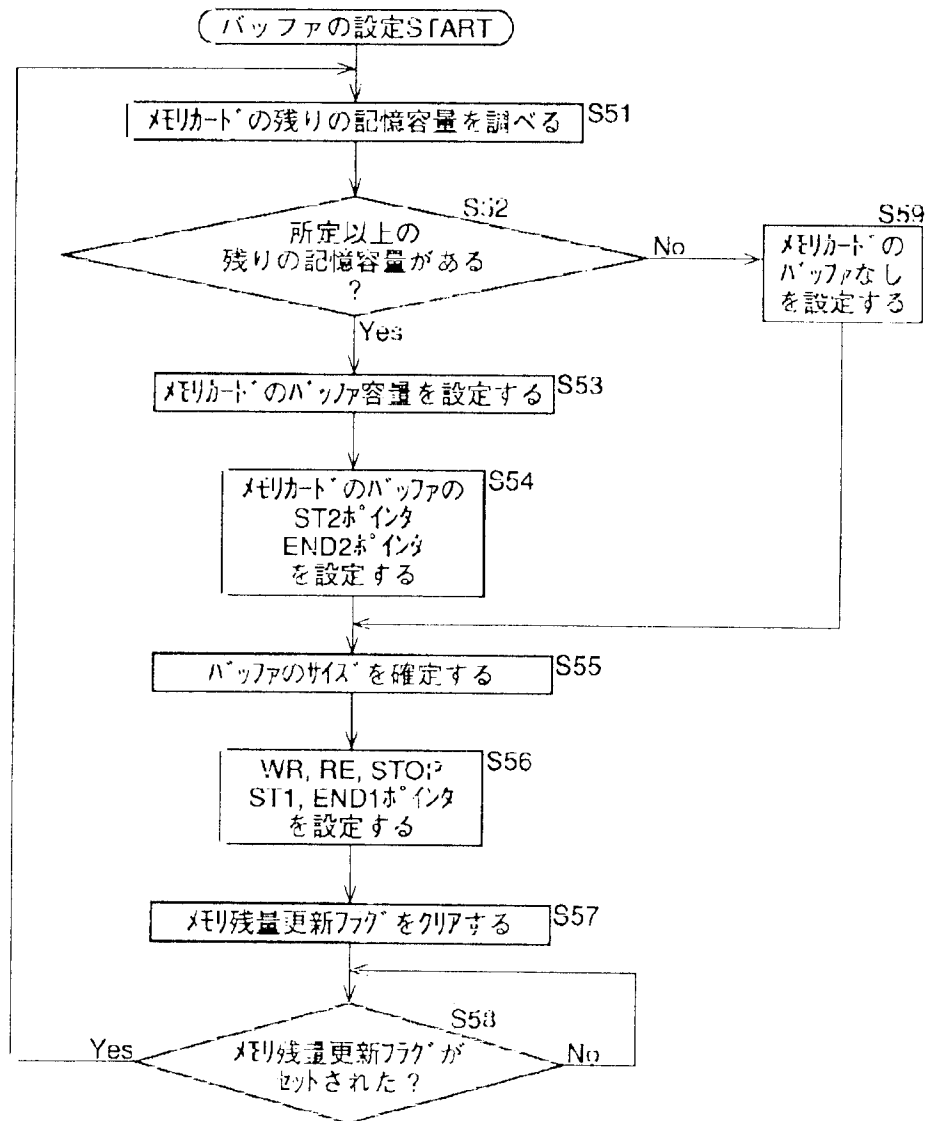 バッファの設定START
ﾒﾓﾘｶｰﾄﾞの残りの記憶容量を調べる
S51
S52
所定以上の
残りの記憶容量がある
?
No
Yes
S59
ﾒﾓﾘｶｰﾄﾞの
ﾊﾞｯﾌｧなし
を設定する
ﾒﾓﾘｶｰﾄﾞのﾊﾞｯﾌｧ容量を設定する
S53
ﾒﾓﾘｶｰﾄﾞのﾊﾞｯﾌｧの
ST2ﾎﾟｲﾝﾀ
END2ﾎﾟｲﾝﾀ
を設定する
S54
ﾊﾞｯﾌｧのｻｲｽﾞを確定する
S55
WR, RE, STOP
ST1, END1ﾎﾟｲﾝﾀ
を設定する
S56
ﾒﾓﾘ残量更新ﾌﾗｸﾞをｸﾘｱする
S57
S58
ﾒﾓﾘ残量更新ﾌﾗｸﾞが
ｾｯﾄされた?
Yes
No